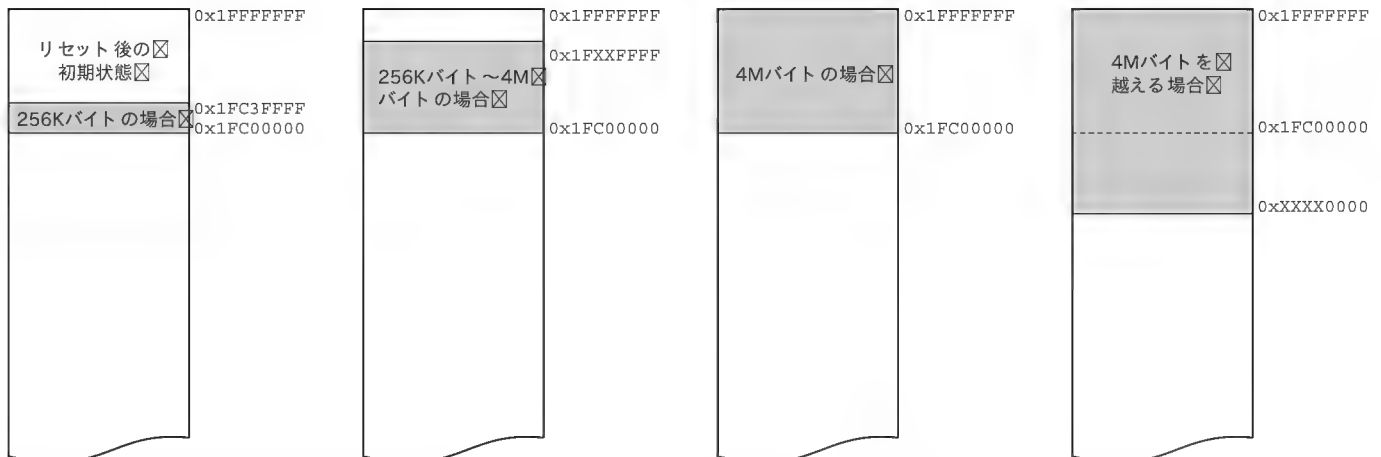 0x1FFFFFFF
リセット後の☒
初期状態☒
0x1FC3FFFF
256Kバイトの場合☒
0x1FC00000
0x1FFFFFFF
0x1FXXFFFF
256Kバイト～4M☒
バイトの場合☒
0x1FC00000
0x1FFFFFFF
4Mバイトの場合☒
0x1FC00000
0x1FFFFFFF
4Mバイトを☒
越える場合☒
0x1FC00000
0xXXXX0000